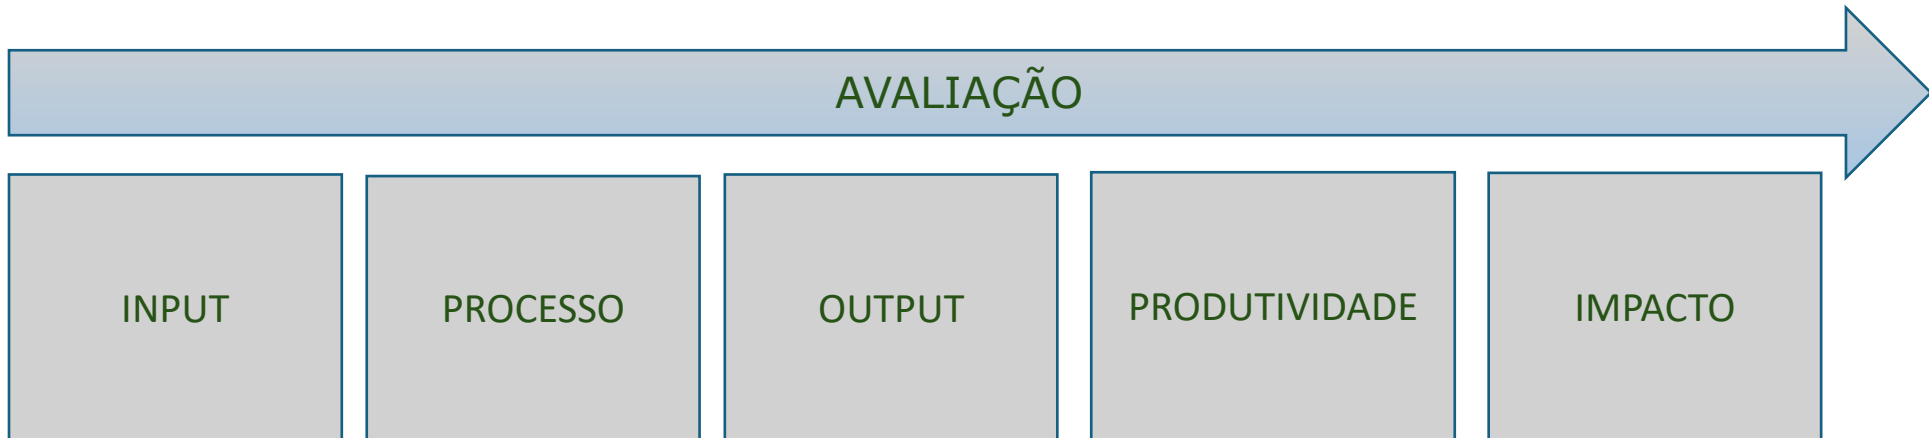 AVALIAÇÃO
INPUT
PROCESSO
OUTPUT
PRODUTIVIDADE
IMPACTO